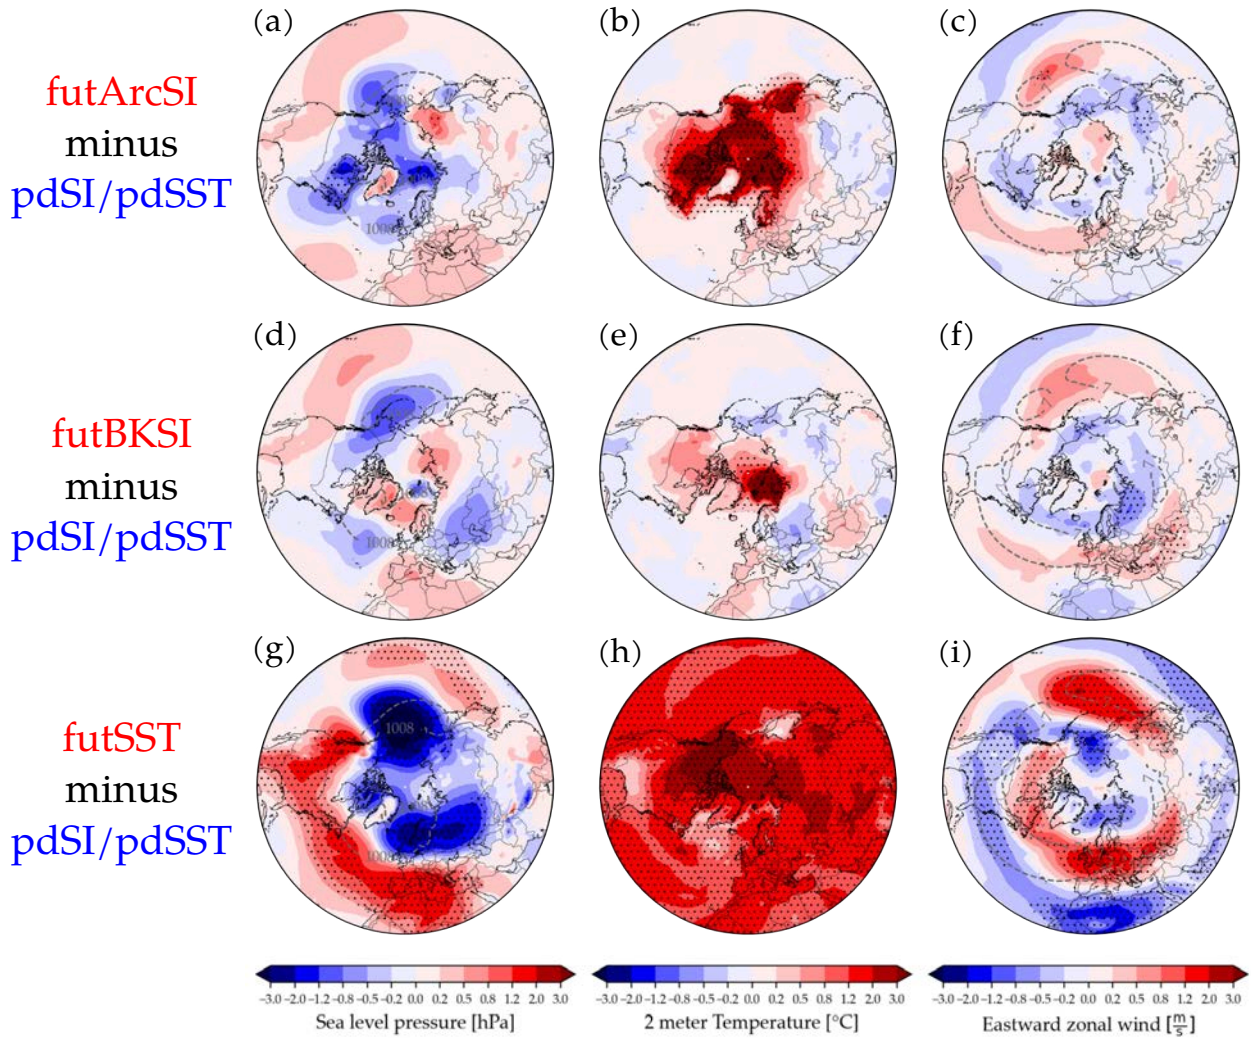 (a) (b) (c)
futArcSI
minus
pdSI/pdSST
1008
(d) (e) (f)
futBKSI
minus
pdSI/pdSST
1008
(g) (h) (i)
futSST
minus
pdSI/pdSST
1008
1008
−3.0 −2.0 −1.2 −0.8 −0.5 −0.2 0.0 0.2 0.5 0.8 1.2 2.0 3.0
Sea level pressure [hPa]
−3.0 −2.0 −1.2 −0.8 −0.5 −0.2 0.0 0.2 0.5 0.8 1.2 2.0 3.0
2 meter Temperature [°C]
−3.0 −2.0 −1.2 −0.8 −0.5 −0.2 0.0 0.2 0.5 0.8 1.2 2.0 3.0
Eastward zonal wind [m/s]